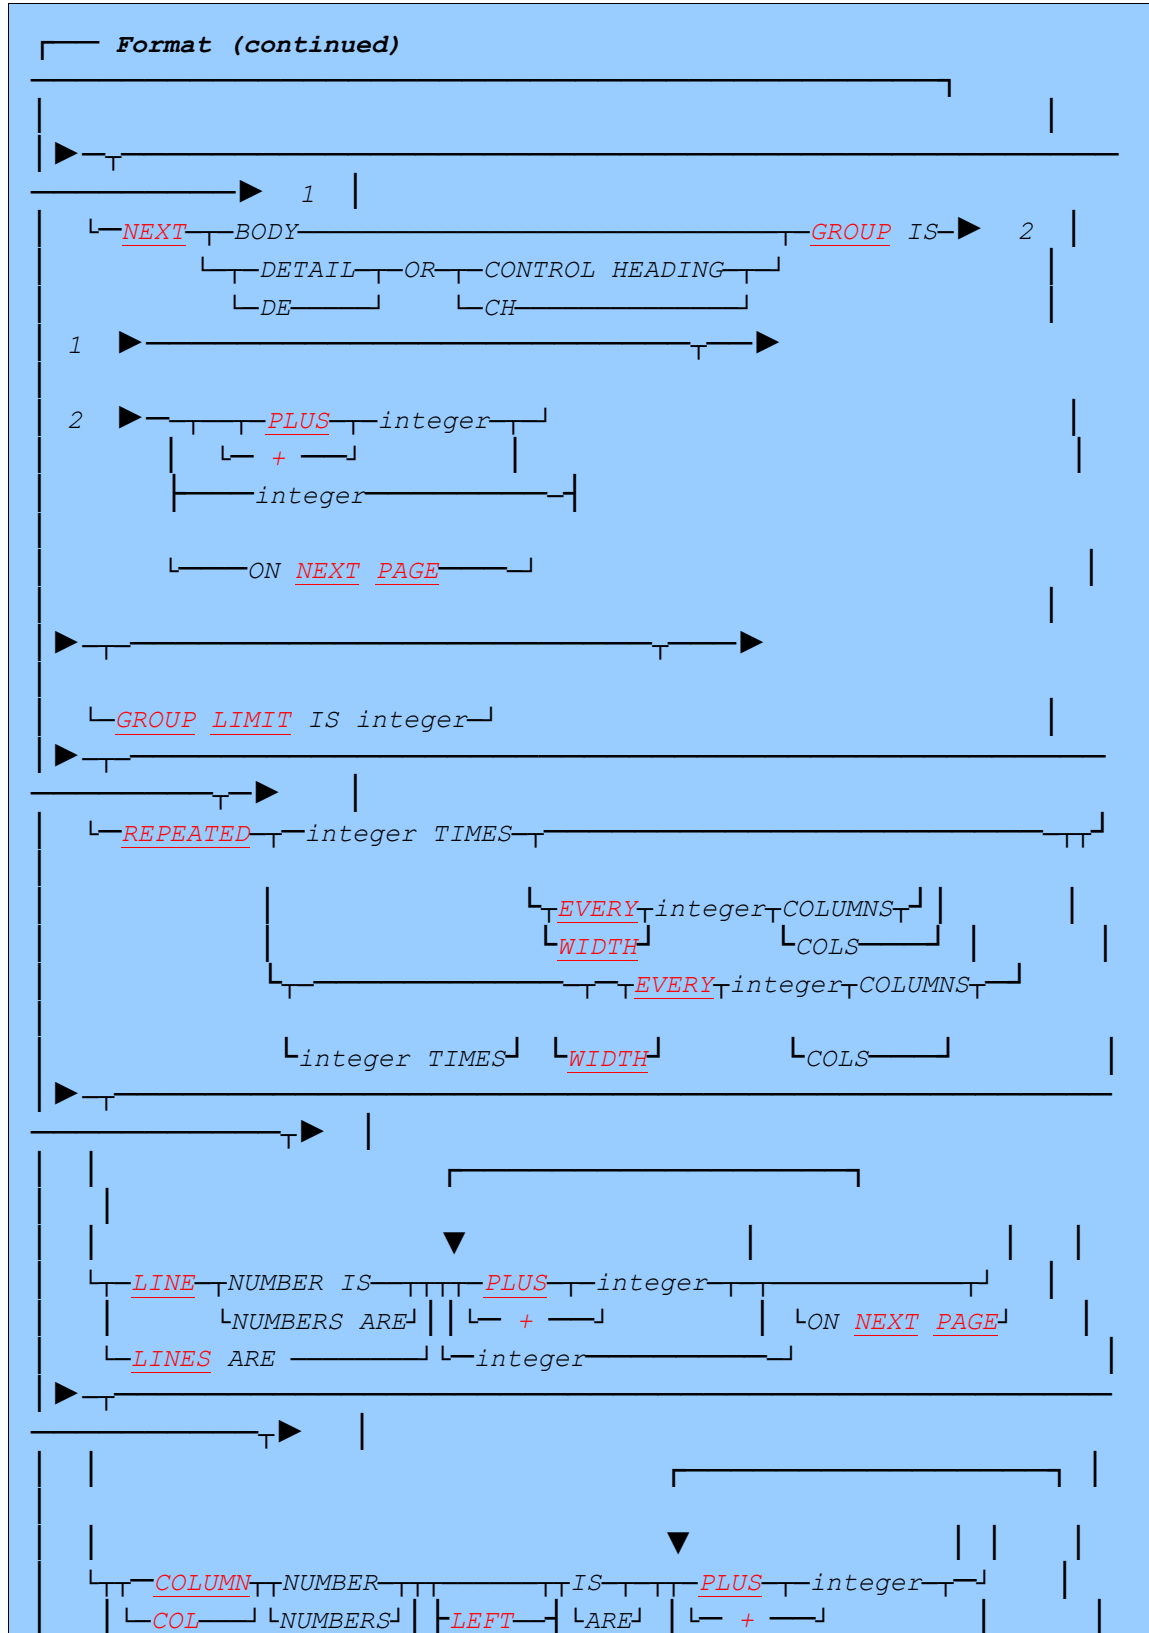 Format (continued)
1
NEXT BODY GROUP IS 2
DETAIL OR CONTROL HEADING
DE CH
1
2 PLUS integer
+
integer
ON NEXT PAGE
GROUP LIMIT IS integer
REPEATED integer TIMES
EVERY integer COLUMNS
WIDTH COLS
EVERY integer COLUMNS
integer TIMES WIDTH COLS
LINE NUMBER IS PLUS integer
NUMBERS ARE + ON NEXT PAGE
LINES ARE integer
COLUMN NUMBER IS PLUS integer
COL NUMBERS LEFT ARE +